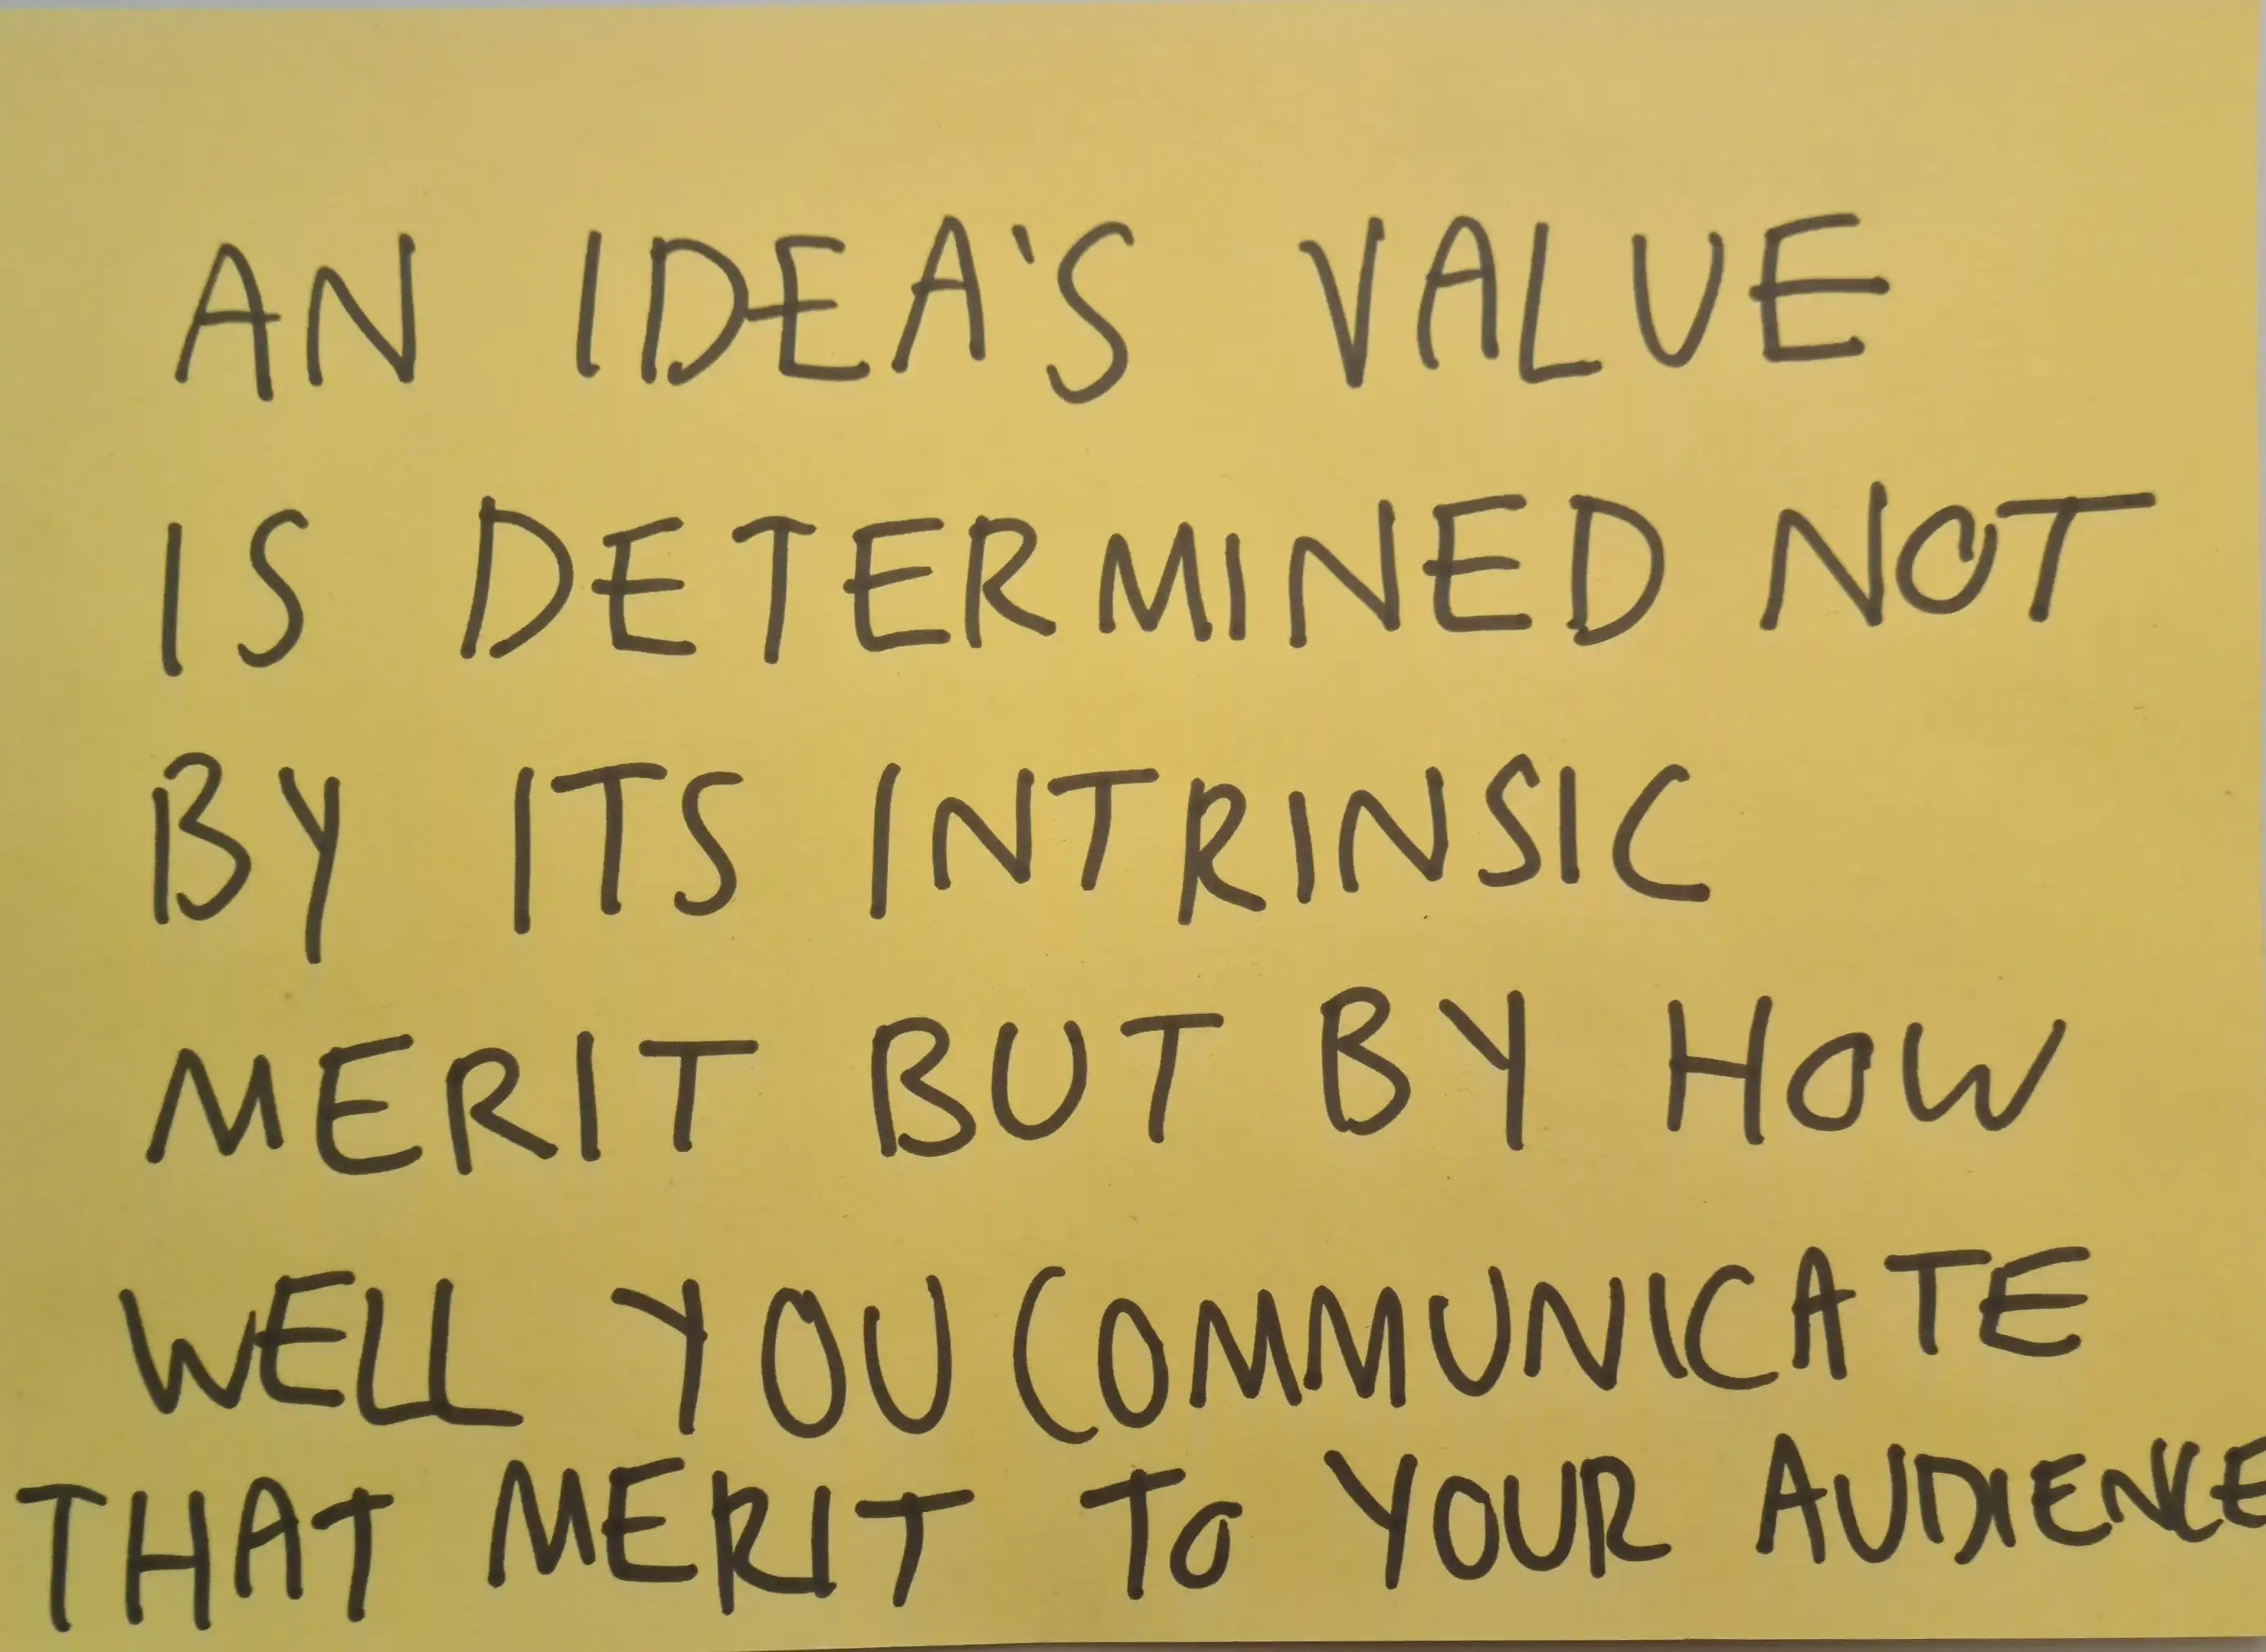 AN IDEA'S VALUE
IS DETERMINED NOT
BY ITS INTRINSIC
MERIT BUT BY HOW
WELL YOU COMMUNICATE
THAT MERIT TO YOUR AUDIENCE